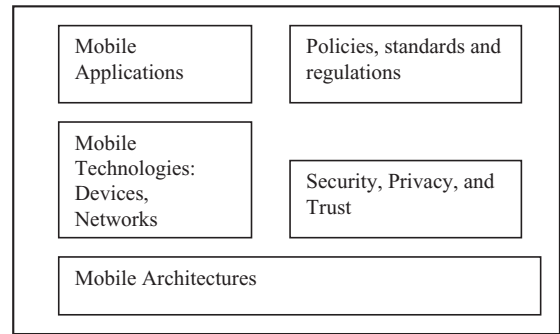 Mobile
Applications
Policies, standards and
regulations
Mobile
Technologies:
Devices,
Networks
Security, Privacy, and
Trust
Mobile Architectures